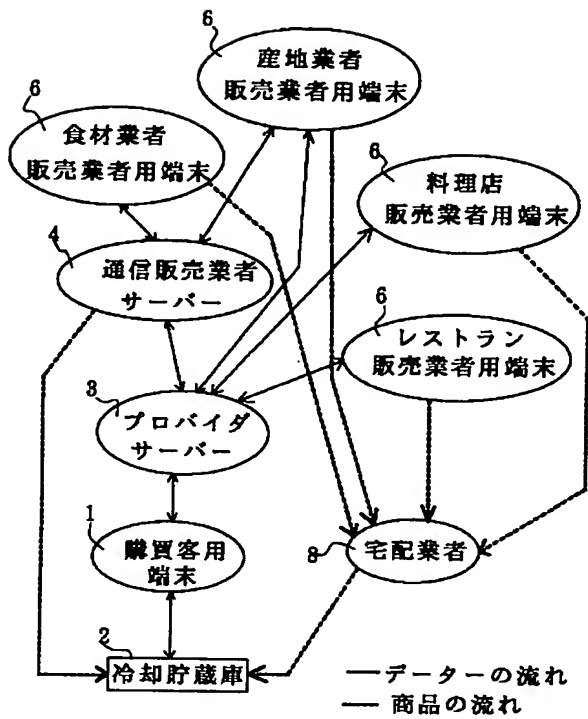 6
産地業者
販売業者用端末
6
食材業者
販売業者用端末
6
料理店
販売業者用端末
4
通信販売業者
サーバー
6
レストラン
販売業者用端末
3
プロバイダ
サーバー
1
購買客用
端末
8
宅配業者
2
冷却貯蔵庫
データーの流れ
商品の流れ